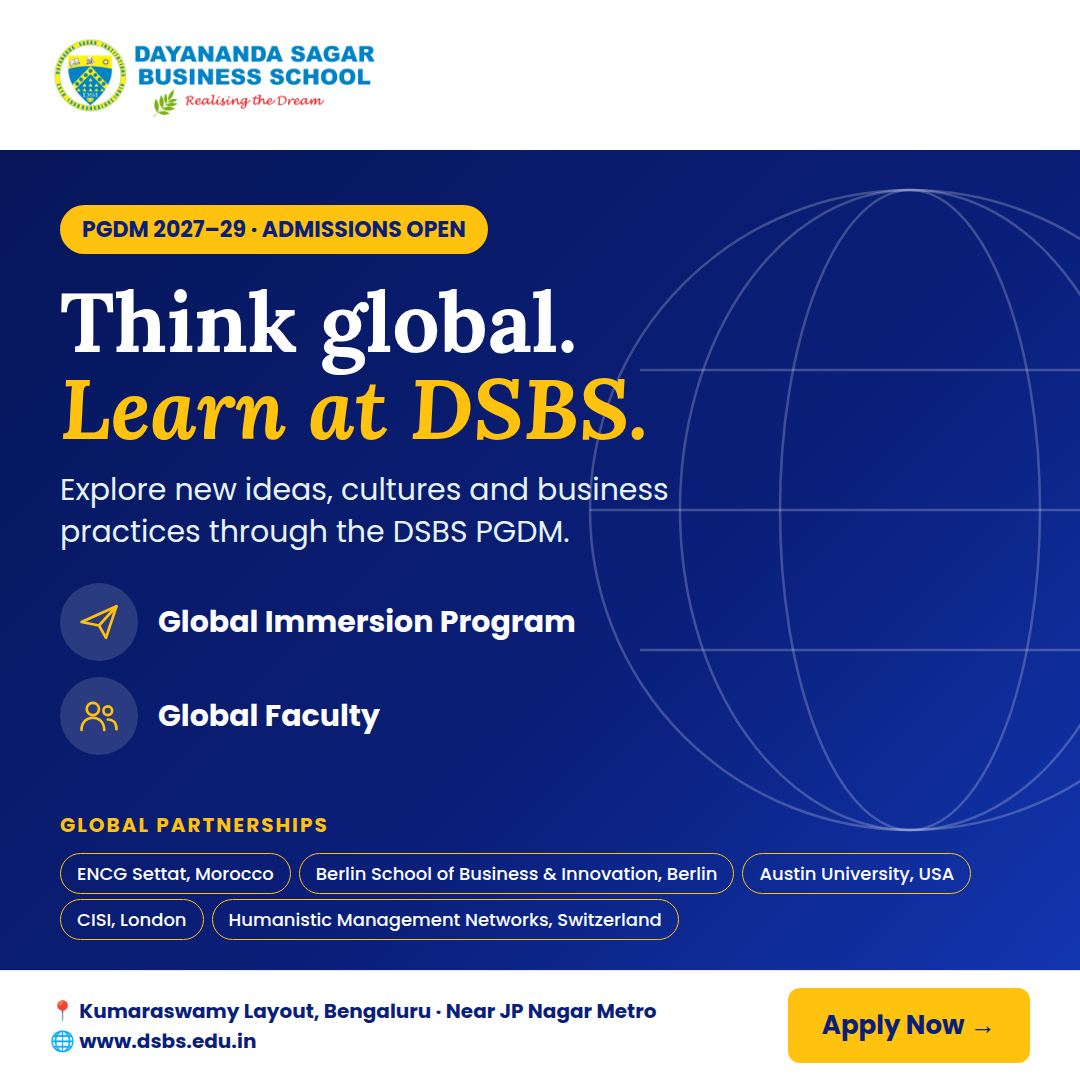 DAYANANDA SAGAR
BUSINESS SCHOOL
Realising the Dream
DSI
PGDM 2027–29 · ADMISSIONS OPEN
Think global.
Learn at DSBS.
Explore new ideas, cultures and business
practices through the DSBS PGDM.
Global Immersion Program
Global Faculty
GLOBAL PARTNERSHIPS
ENCG Settat, Morocco
Berlin School of Business & Innovation, Berlin
Austin University, USA
CISI, London
Humanistic Management Networks, Switzerland
📍 Kumaraswamy Layout, Bengaluru · Near JP Nagar Metro
🌐 www.dsbs.edu.in
Apply Now →